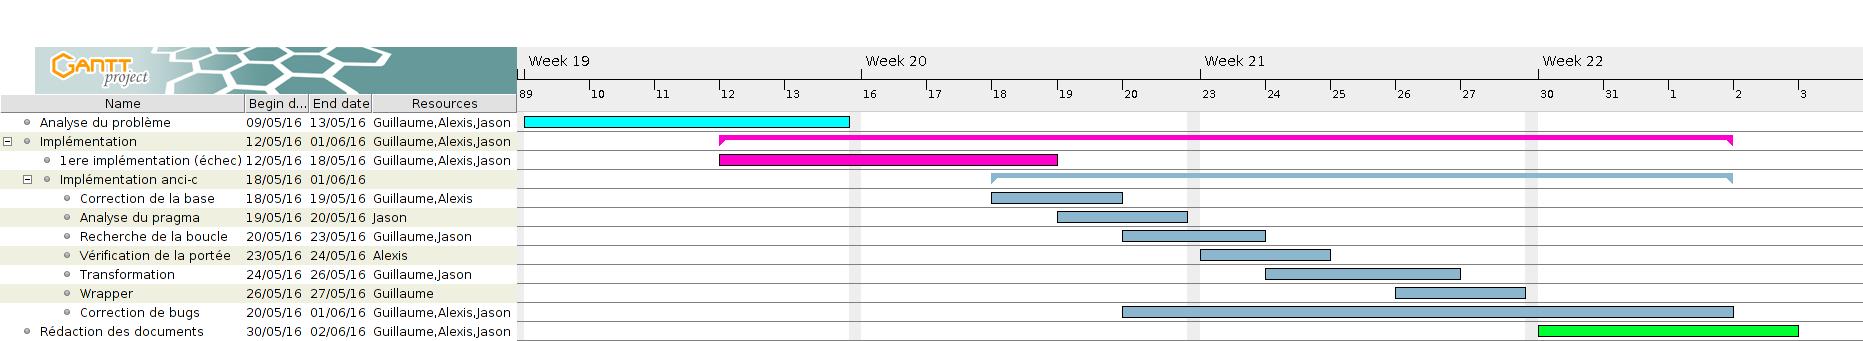 GANTT project
Week 19 Week 20 Week 21 Week 22
89 10 11 12 13 16 17 18 19 20 23 24 25 26 27 30 31 1 2 3
Name Begin d... End date Resources
Analyse du problème 09/05/16 13/05/16 Guillaume,Alexis,Jason
Implémentation 12/05/16 01/06/16 Guillaume,Alexis,Jason
1ere implémentation (échec) 12/05/16 18/05/16 Guillaume,Alexis,Jason
Implémentation anci-c 18/05/16 01/06/16
Correction de la base 18/05/16 19/05/16 Guillaume,Alexis
Analyse du pragma 19/05/16 20/05/16 Jason
Recherche de la boucle 20/05/16 23/05/16 Guillaume,Jason
Vérification de la portée 23/05/16 24/05/16 Alexis
Transformation 24/05/16 26/05/16 Guillaume,Jason
Wrapper 26/05/16 27/05/16 Guillaume
Correction de bugs 20/05/16 01/06/16 Guillaume,Alexis,Jason
Rédaction des documents 30/05/16 02/06/16 Guillaume,Alexis,Jason